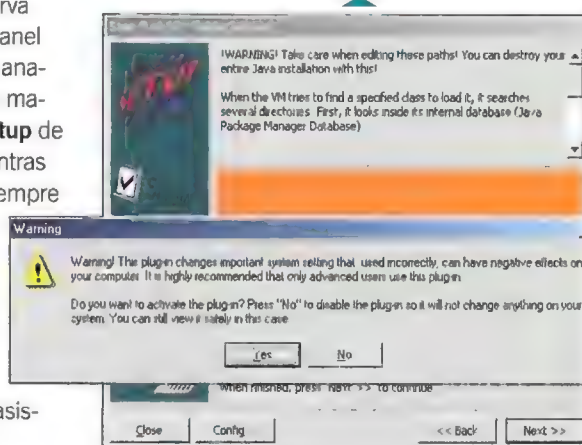 rva
anel
ana-
ma-
tup de
ntras
empre
!WARNING! Take care when editing these paths! You can destroy your
entire Java installation with this!
When the VM tries to find a specified class to load it, it searches
several directories. First, it looks inside its internal database (Java
Package Manager Database)
Warning
Warning! This plug-in changes important system setting that used incorrectly, can have negative effects on
your computer. It is highly recommended that only advanced users use this plug-in
Do you want to activate the plug-in? Press "No" to disable the plug-in so it will not change anything on your
system. You can still view it safely in this case
Yes
No
When finished, press "Next >>" to continue
asis-
Close
Config
<< Back
Next >>